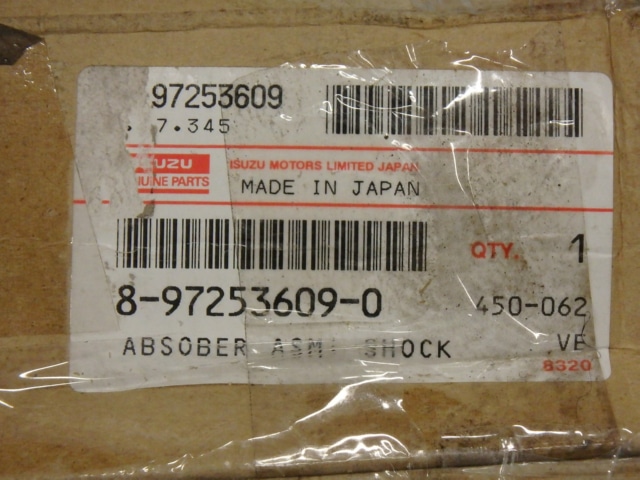 97253609
7.345
ISUZU MOTORS LIMITED JAPAN
PARTS
MADE IN JAPAN
QTY. 1
8-97253609-0
450-062
ABSOBER ASM: SHOCK
VE
8320